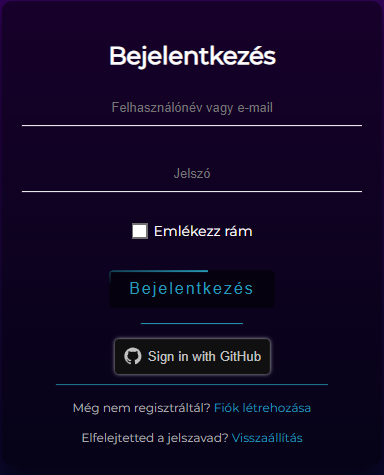 Bejelentkezés
Felhasználónév vagy e-mail
Jelszó
Emlékezz rám
Bejelentkezés
Sign in with GitHub
Még nem regisztráltál? Fiók létrehozása
Elfelejtetted a jelszavad? Visszaállítás